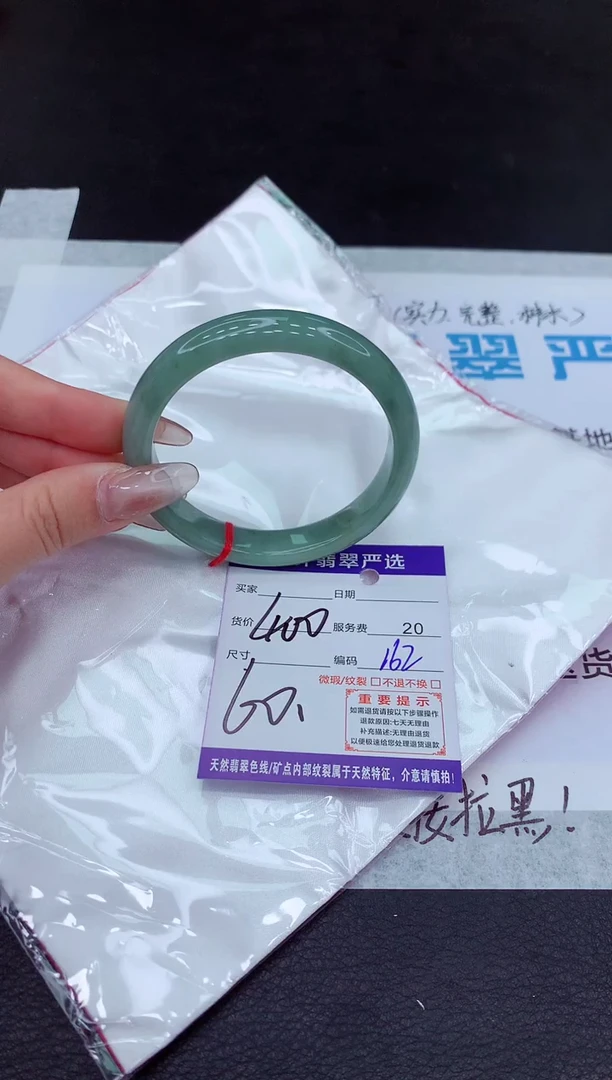 (实力.完整.
翠严
翡翠严选
买家 日期
货价 400 服务费 20
尺寸 60. 编码 162
微瑕/纹裂 □不退不换 □
重要提示
如需退货请按以下步骤操作
退款原因:七天无理由
补充描述:无理由退货
以便极速给您处理退货退款
天然翡翠色线/矿点内部纹裂属于天然特征，介意请慎拍!
基地
货
拉黑!